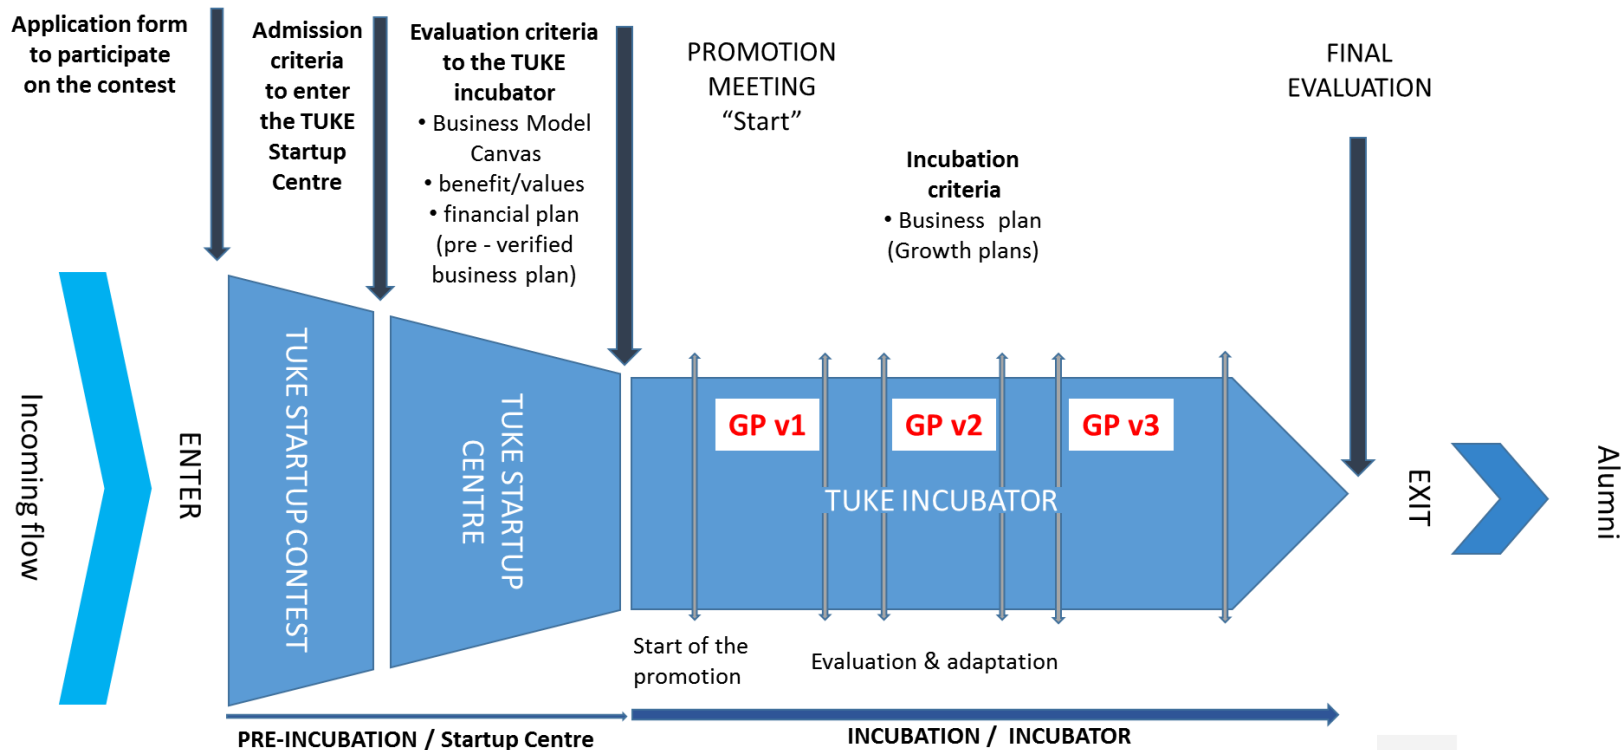 Application form
to participate
on the contest
Admission
criteria
to enter
the TUKE
Startup
Centre
Evaluation criteria
to the TUKE
incubator
• Business Model
Canvas
• benefit/values
• financial plan
(pre - verified
business plan)
PROMOTION
MEETING
“Start”
Incubation
criteria
• Business plan
(Growth plans)
FINAL
EVALUATION
Incoming flow
ENTER
TUKE STARTUP CONTEST
TUKE STARTUP
CENTRE
GP v1
GP v2
GP v3
TUKE INCUBATOR
EXIT
Alumni
Start of the
promotion
Evaluation & adaptation
PRE-INCUBATION / Startup Centre
INCUBATION / INCUBATOR